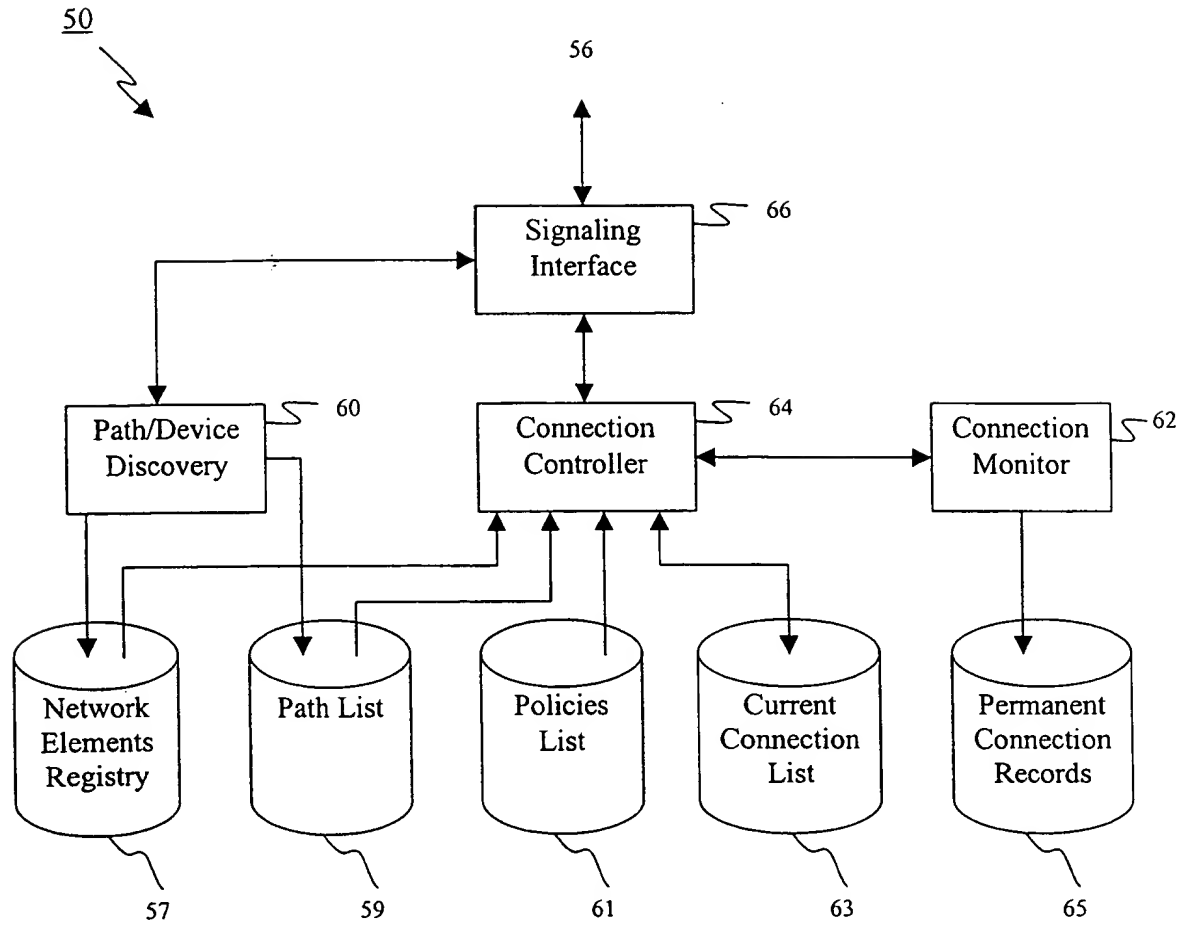 50
56
Signaling
Interface
66
Path/Device
Discovery
60
Connection
Controller
64
Connection
Monitor
62
Network
Elements
Registry
Path List
Policies
List
Current
Connection
List
Permanent
Connection
Records
57
59
61
63
65